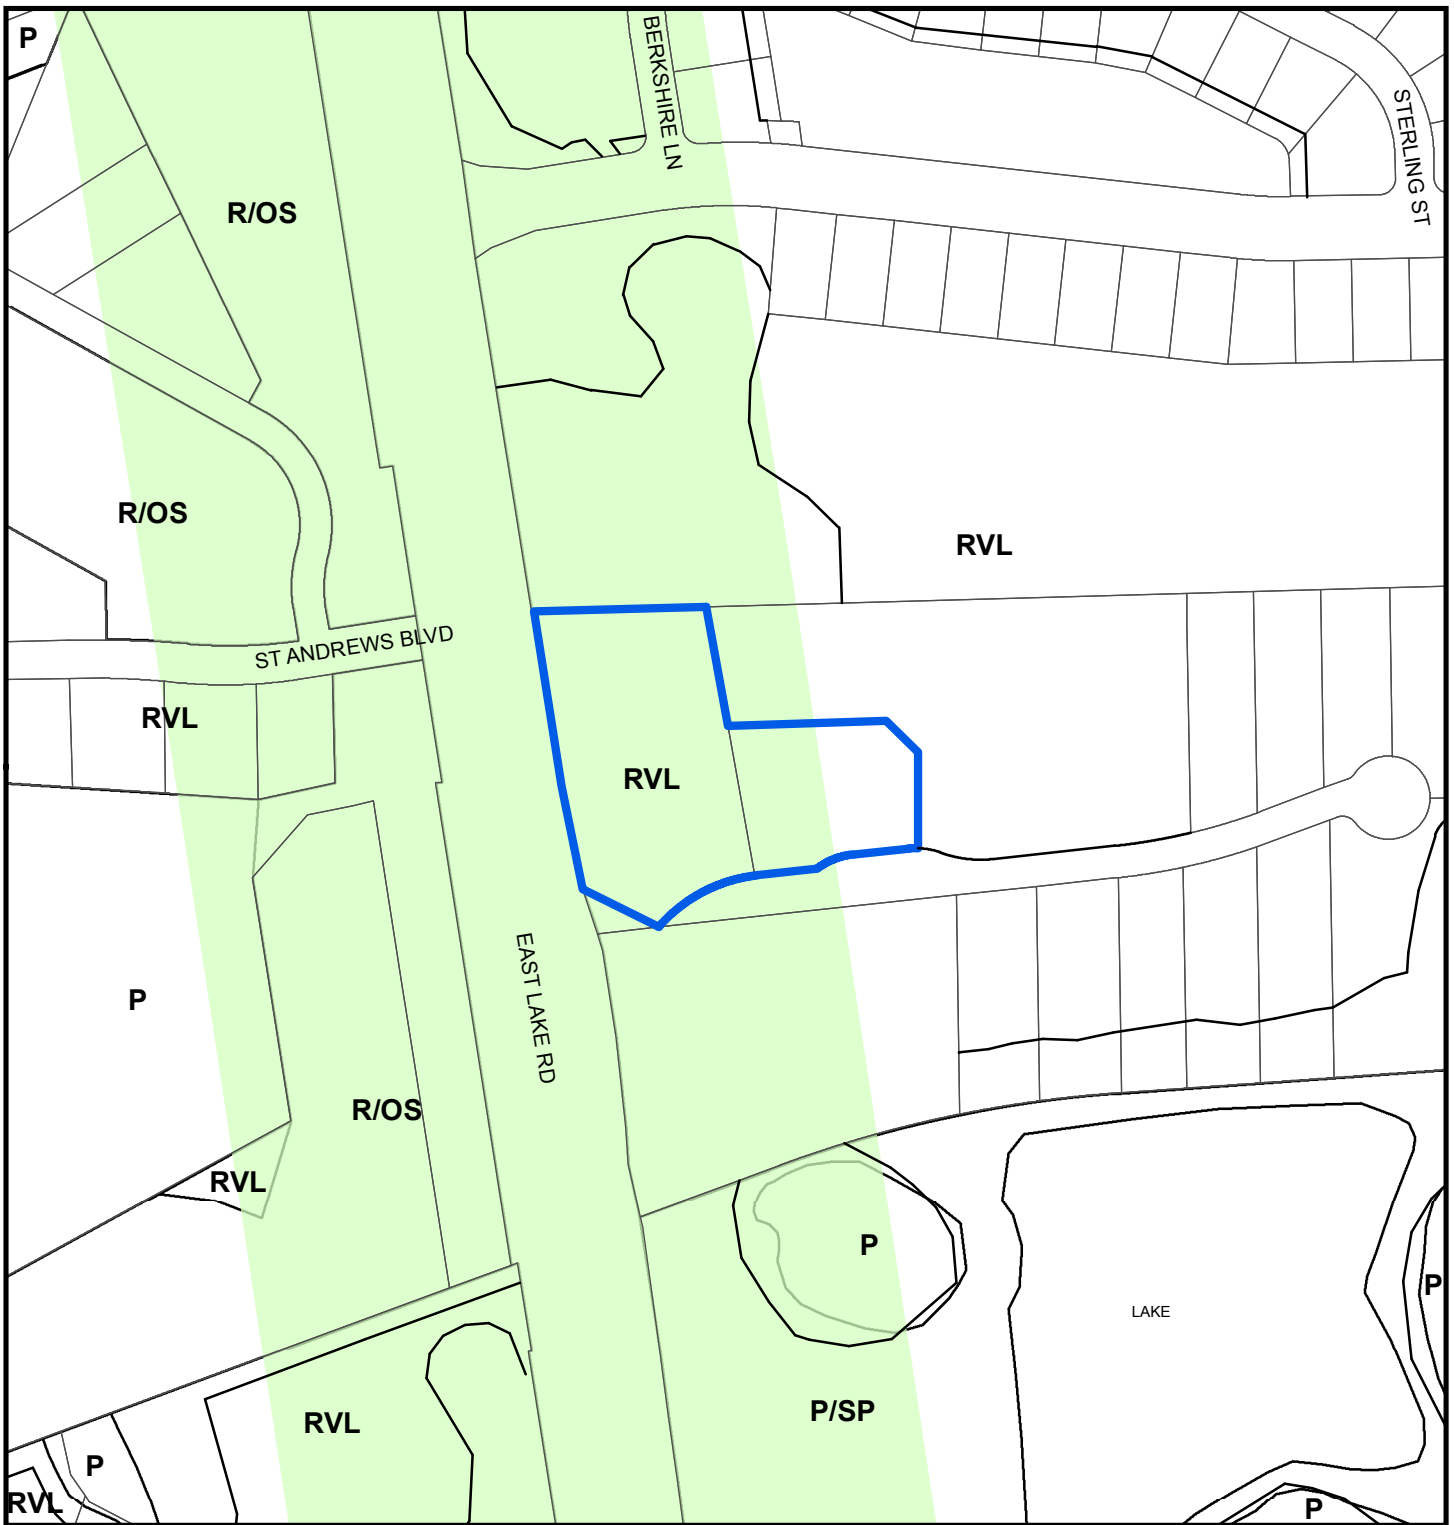 P
BERKSHIRE LN
STERLING ST
R/OS
R/OS
RVL
ST ANDREWS BLVD
RVL
RVL
P
EAST LAKE RD
R/OS
RVL
P
P
LAKE
P/SP
RVL
P
RVL
P